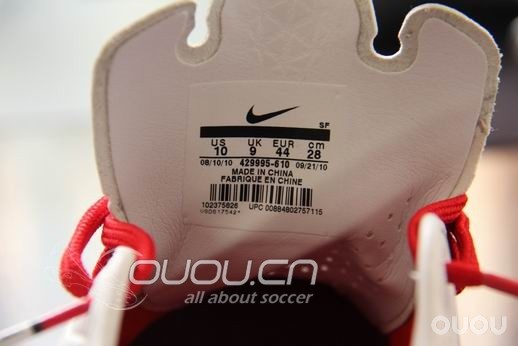 SF
US UK EUR cm
10 9 44 28
08/10/10 429995-610 09/21/10
MADE IN CHINA
FABRIQUE EN CHINE
102375826 UPC 00884802757115
USD617542*
OUOU.CN
all about soccer
OUOU